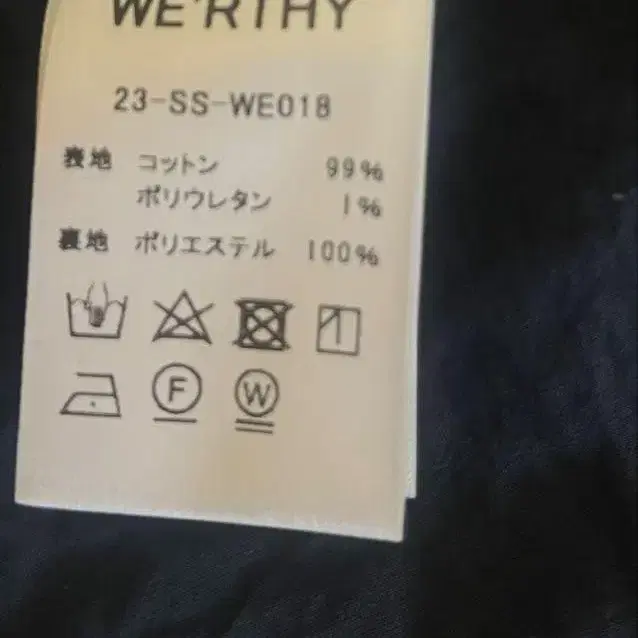 WE'RTHY
23-SS-WE018
表地 コットン 99%
ポリウレタン 1%
裏地 ポリエステル 100%
F W